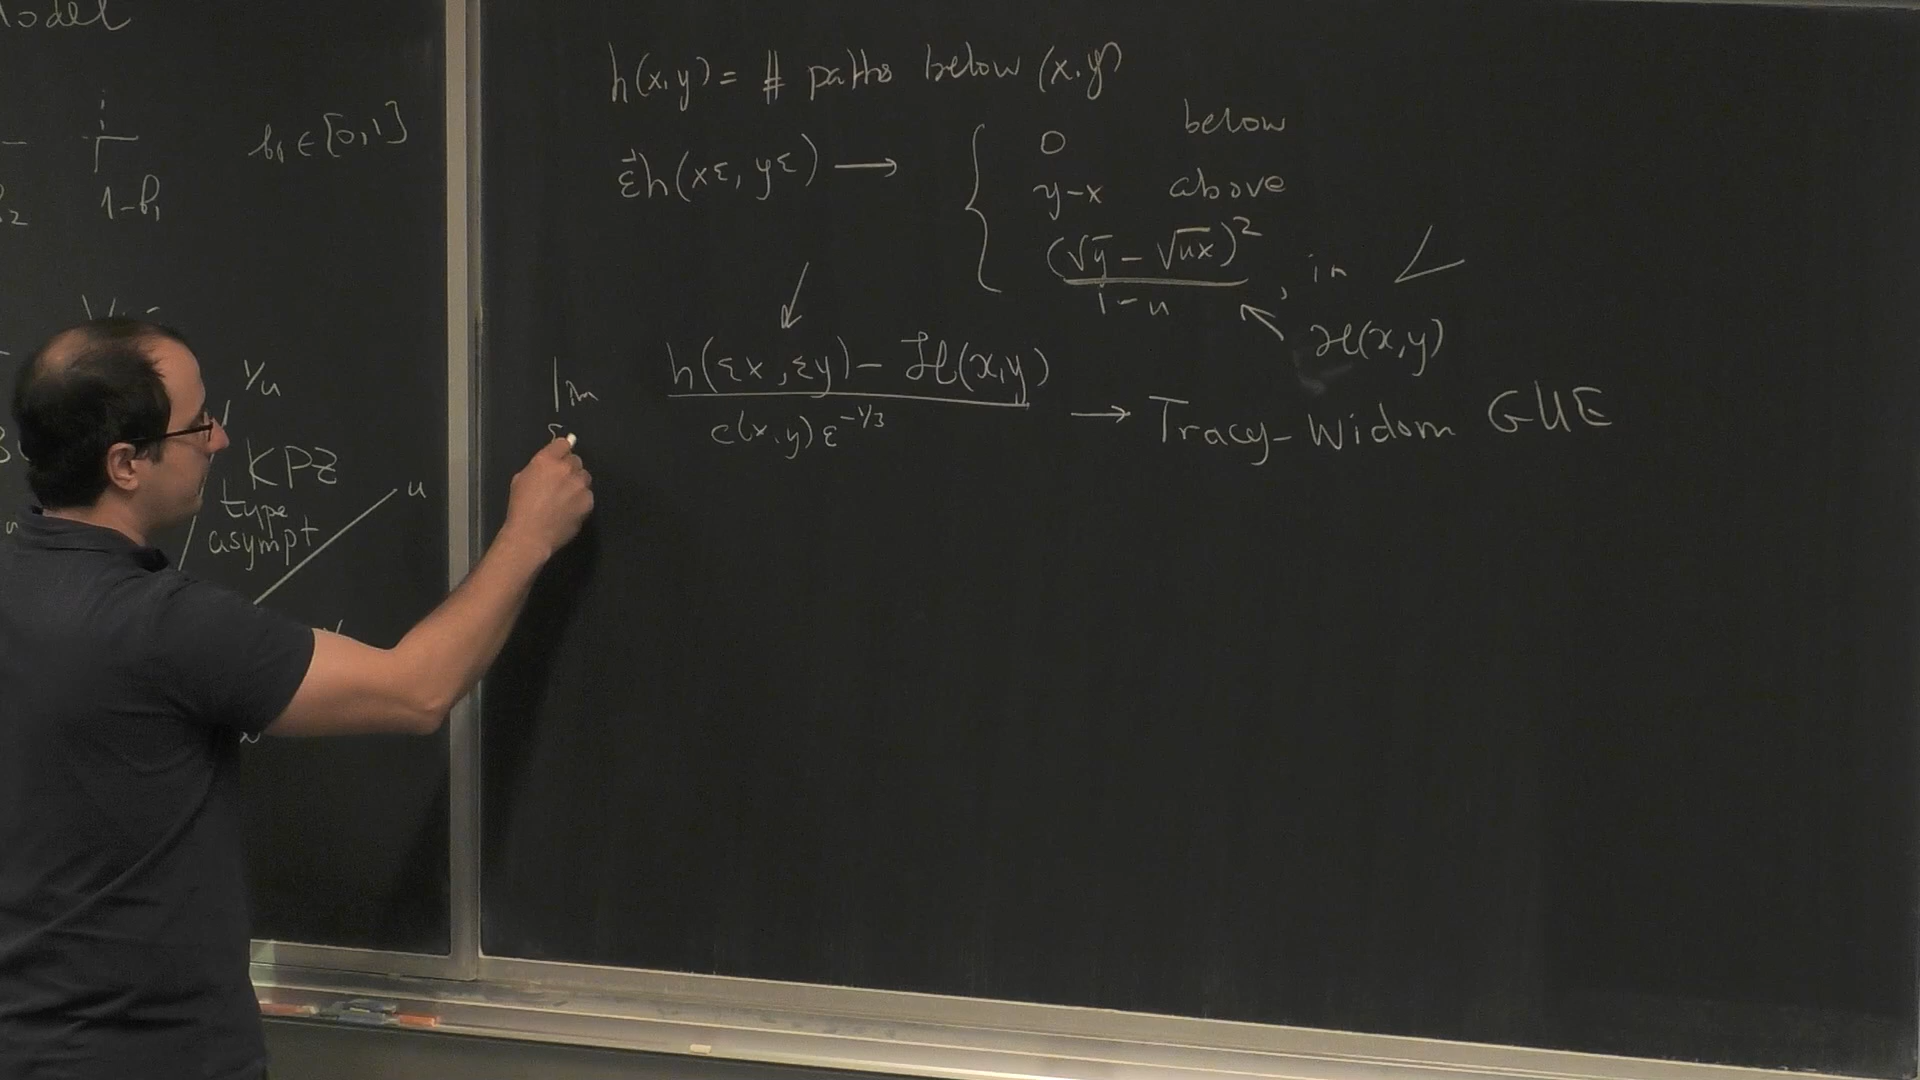 odel
b₁ ∈ [0,1]
1-b₁
1/u
KPZ
type
asympt
u
h(x,y) = # paths below (x,y)
ε⃗h(xε, yε) →
{ 0 below
y-x above
(√y - √ux)² / 1-u , in ∠
ℋ(x,y)
lim ε h(εx, εy) - ℋ(x,y) / c(x,y) ε^{-1/3} → Tracy-Widom GUE